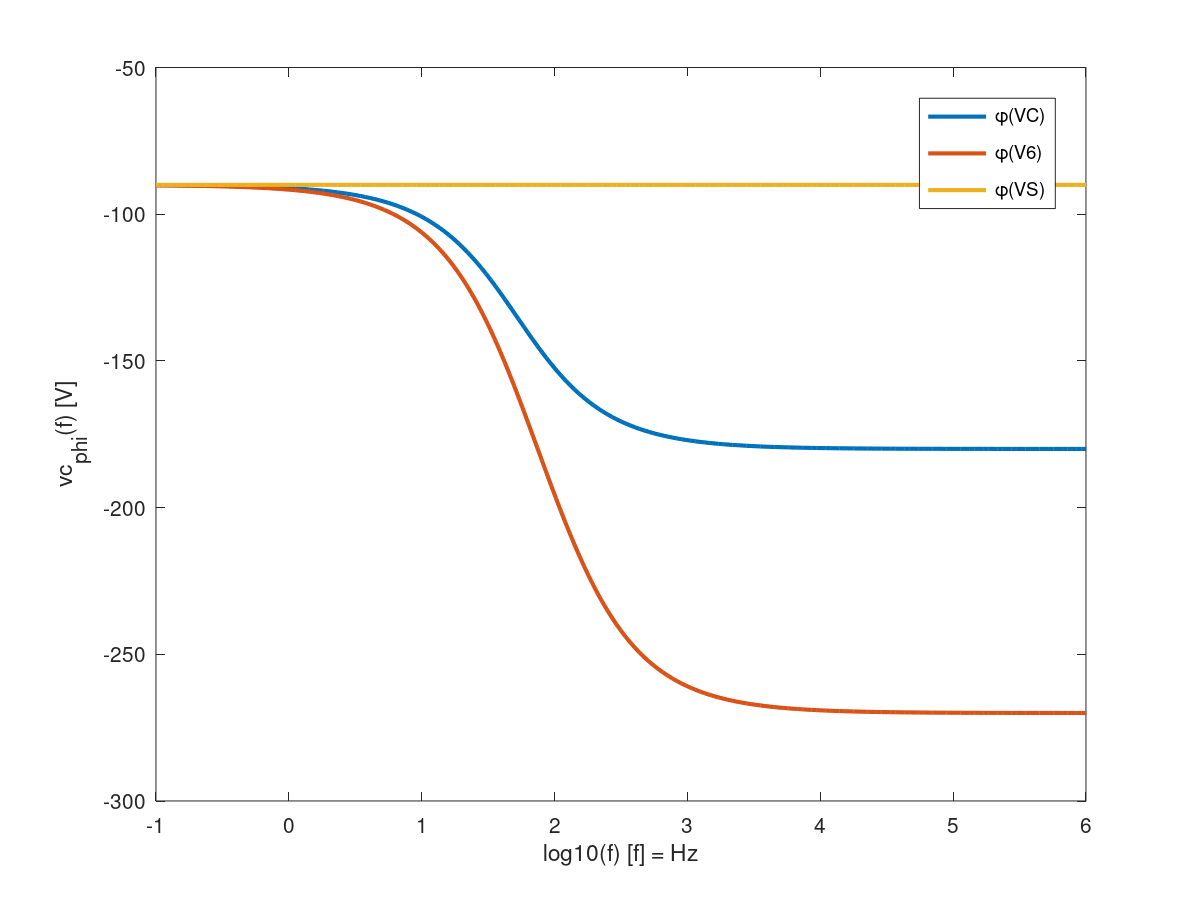 -50
-100
-150
-200
-250
-300
-1
0
1
2
3
4
5
6
φ(VC)
φ(V6)
φ(VS)
vc_phi(f) [V]
log10(f) [f] = Hz